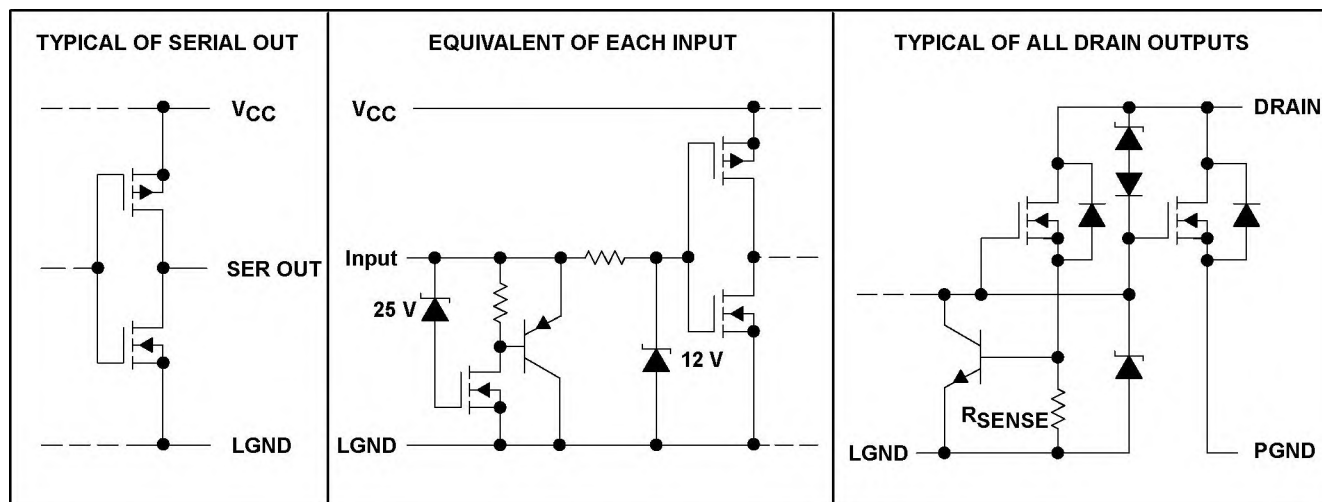 TYPICAL OF SERIAL OUT
VCC
SER OUT
LGND
EQUIVALENT OF EACH INPUT
VCC
Input
25 V
12 V
LGND
TYPICAL OF ALL DRAIN OUTPUTS
DRAIN
RSENSE
LGND
PGND